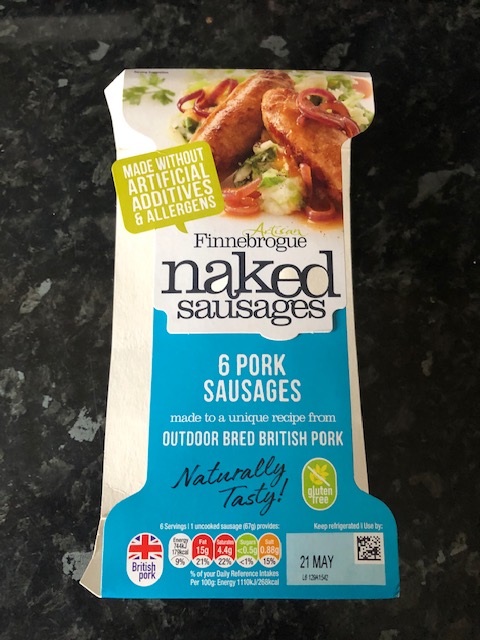 MADE WITHOUT
ARTIFICIAL
ADDITIVES
& ALLERGENS
Artisan
Finnebrogue
naked
sausages
6 PORK
SAUSAGES
made to a unique recipe from
OUTDOOR BRED BRITISH PORK
Naturally
Tasty!
gluten
free
6 Servings | 1 uncooked sausage (67g) provides:
Keep refrigerated | Use by:
British
pork
Energy
744kJ
179kcal
9%
Fat
15g
21%
Saturates
4.4g
22%
Sugars
<0.5g
<1%
Salt
0.88g
15%
% of your Daily Reference Intakes
Per 100g: Energy 1110kJ/268kcal
21 MAY